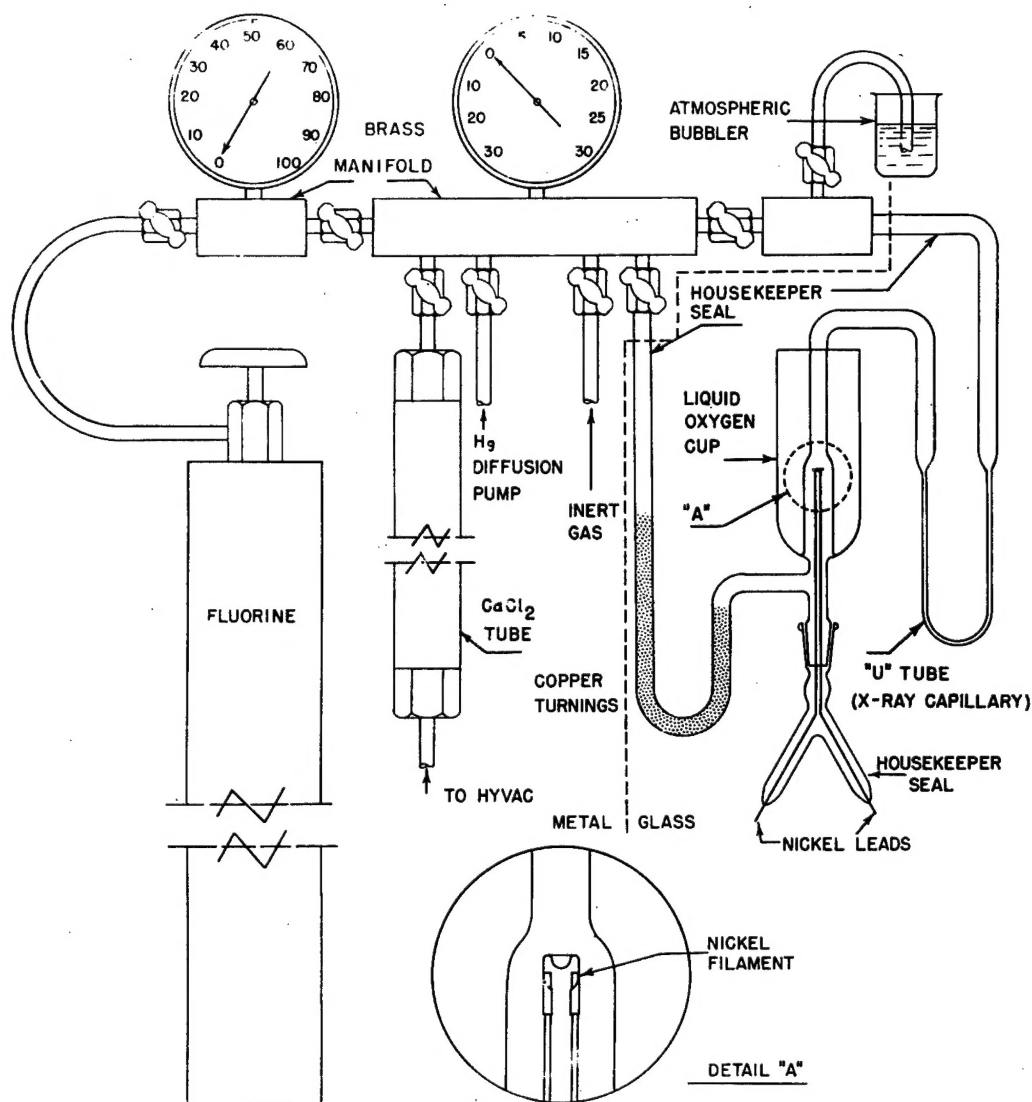 50
40 60
30 70
20 80
10 90
0 100
5 10
0 15
10 20
20 25
30 30
BRASS
MANIFOLD
ATMOSPHERIC
BUBBLER
HOUSEKEEPER
SEAL
LIQUID
OXYGEN
CUP
"A"
Hg
DIFFUSION
PUMP
INERT
GAS
FLUORINE
CaCl2
TUBE
COPPER
TURNINGS
"U" TUBE
(X-RAY CAPILLARY)
HOUSEKEEPER
SEAL
TO HYVAC
METAL GLASS
NICKEL LEADS
NICKEL
FILAMENT
DETAIL "A"